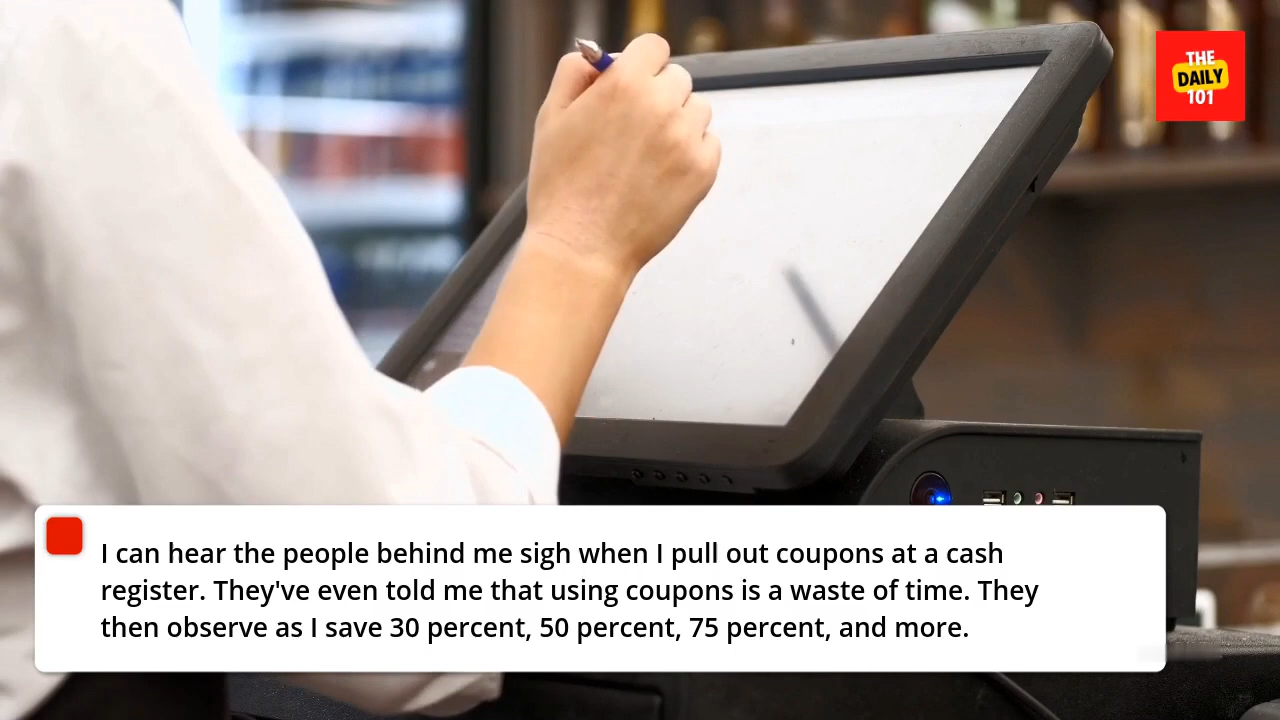 THE
DAILY
101
I can hear the people behind me sigh when I pull out coupons at a cash
register. They've even told me that using coupons is a waste of time. They
then observe as I save 30 percent, 50 percent, 75 percent, and more.